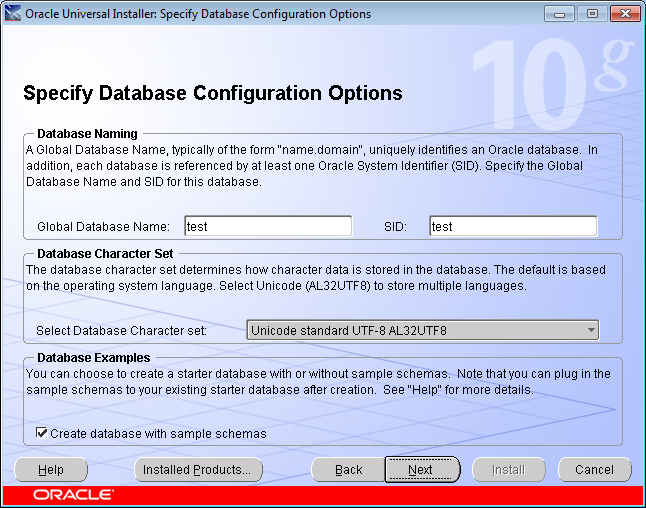 Oracle Universal Installer: Specify Database Configuration Options
10g
Specify Database Configuration Options
Database Naming
A Global Database Name, typically of the form "name.domain", uniquely identifies an Oracle database. In
addition, each database is referenced by at least one Oracle System Identifier (SID). Specify the Global
Database Name and SID for this database.
Global Database Name: test SID: test
Database Character Set
The database character set determines how character data is stored in the database. The default is based
on the operating system language. Select Unicode (AL32UTF8) to store multiple languages.
Select Database Character set: Unicode standard UTF-8 AL32UTF8
Database Examples
You can choose to create a starter database with or without sample schemas. Note that you can plug in the
sample schemas to your existing starter database after creation. See "Help" for more details.
Create database with sample schemas
Help Installed Products... Back Next Install Cancel
ORACLE